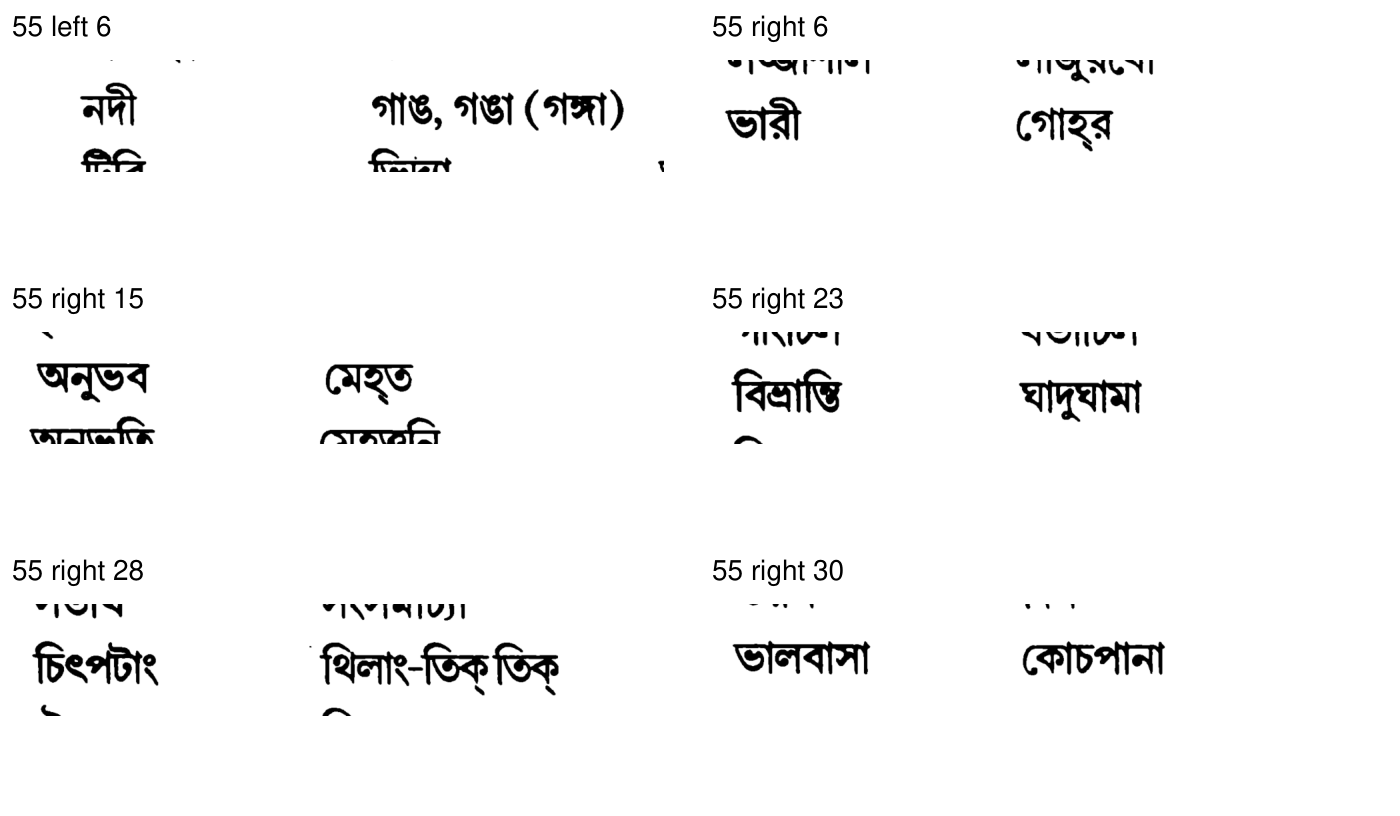 55 left 6
নদী গাঙ, গঙা (গঙ্গা)
55 right 6
ভারী গোহ্‌র
55 right 15
অনুভব মেহ্‌ত
55 right 23
বিভ্রান্তি ঘাদুঘামা
55 right 28
চিৎপটাং থিলাং-তিক্ তিক্
55 right 30
ভালবাসা কোচপানা